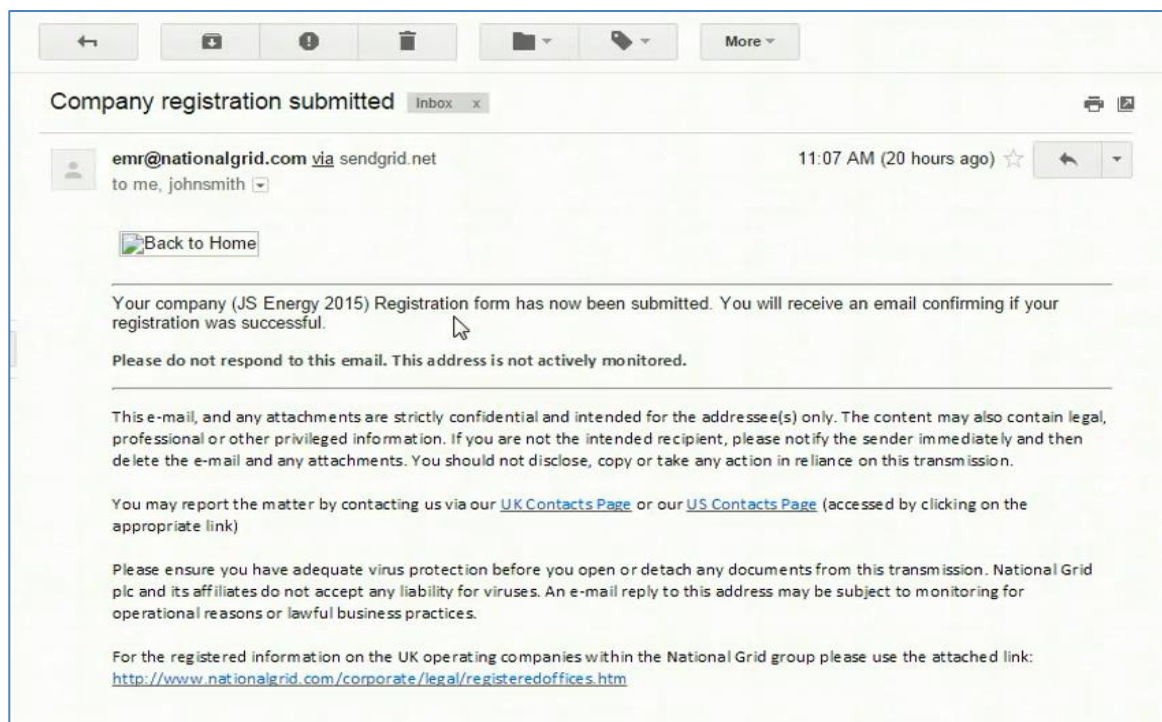 More
Company registration submitted Inbox x
emr@nationalgrid.com via sendgrid.net 11:07 AM (20 hours ago)
to me, johnsmith
Back to Home
Your company (JS Energy 2015) Registration form has now been submitted. You will receive an email confirming if your
registration was successful.
Please do not respond to this email. This address is not actively monitored.
This e-mail, and any attachments are strictly confidential and intended for the addressee(s) only. The content may also contain legal,
professional or other privileged information. If you are not the intended recipient, please notify the sender immediately and then
delete the e-mail and any attachments. You should not disclose, copy or take any action in reliance on this transmission.
You may report the matter by contacting us via our UK Contacts Page or our US Contacts Page (accessed by clicking on the
appropriate link)
Please ensure you have adequate virus protection before you open or detach any documents from this transmission. National Grid
plc and its affiliates do not accept any liability for viruses. An e-mail reply to this address may be subject to monitoring for
operational reasons or lawful business practices.
For the registered information on the UK operating companies within the National Grid group please use the attached link:
http://www.nationalgrid.com/corporate/legal/registeredoffices.htm